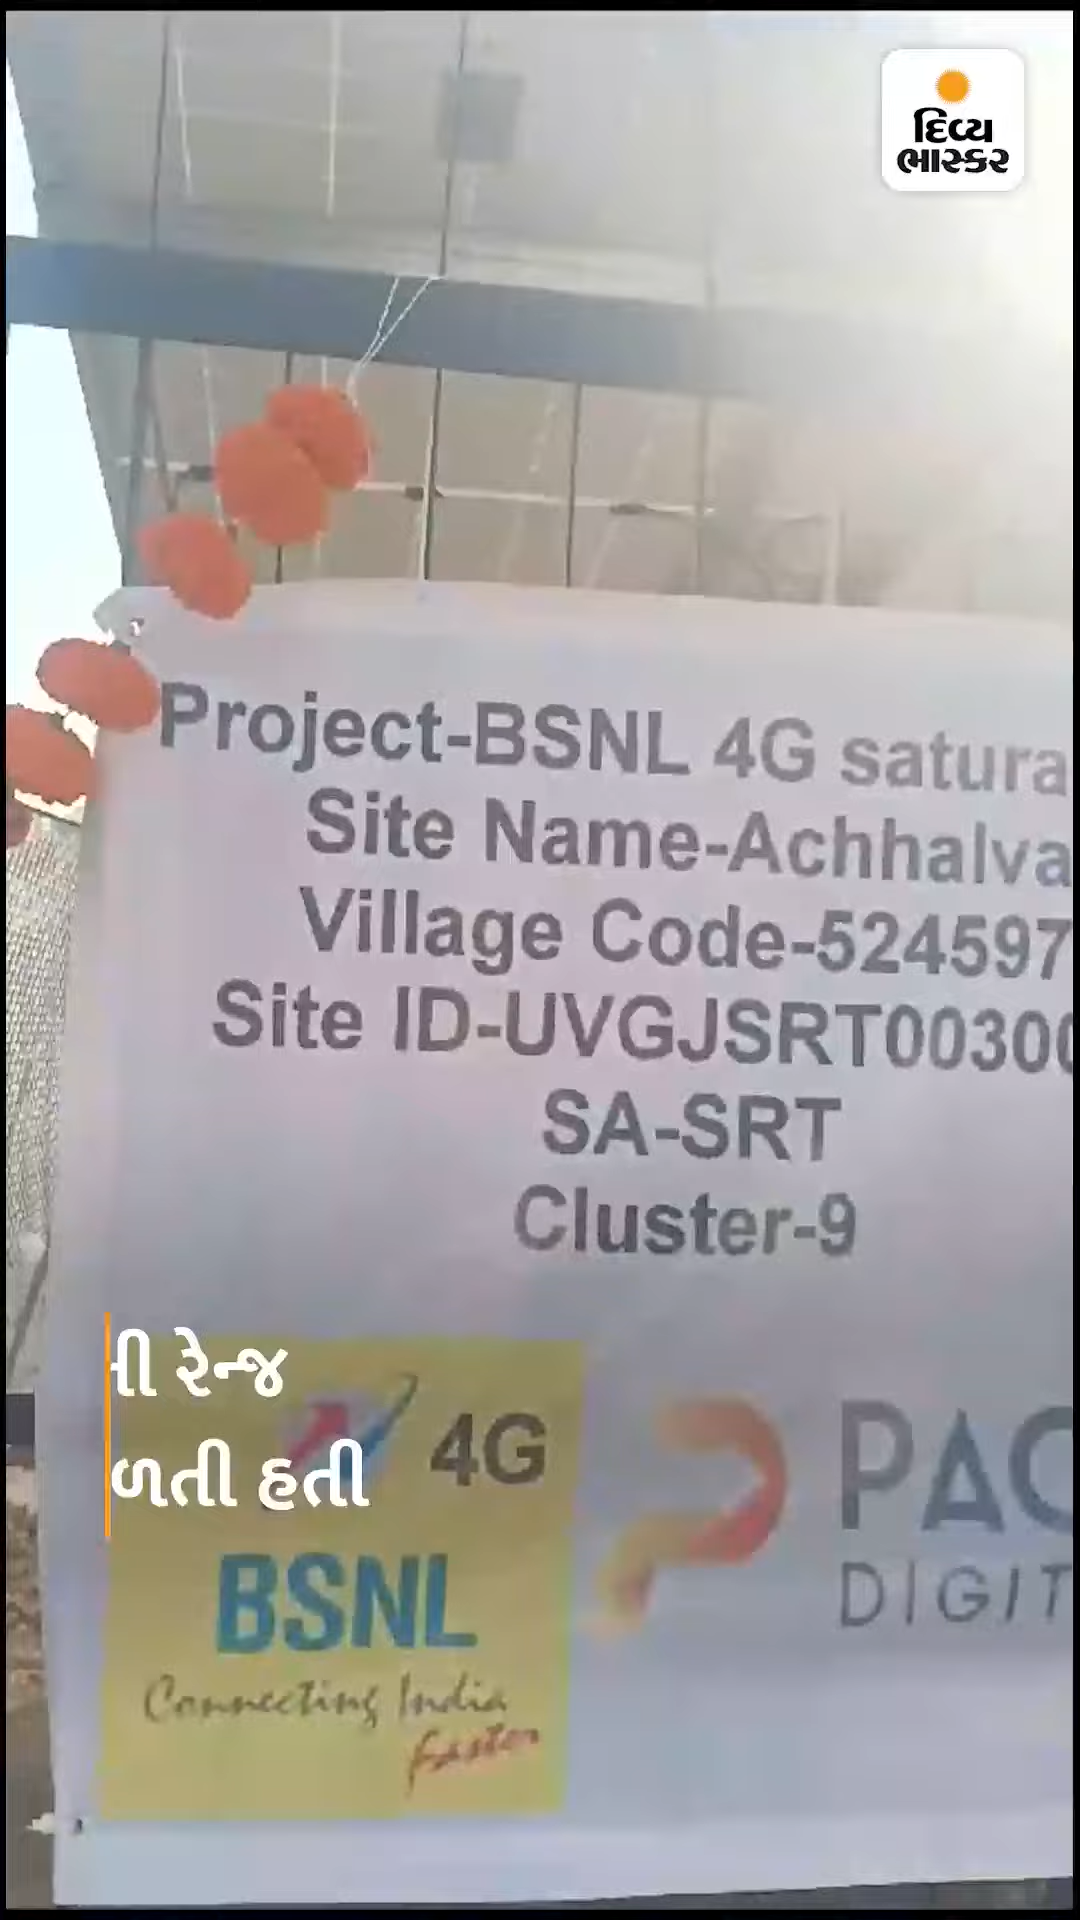 દિવ્ય
ભાસ્કર
Project-BSNL 4G satura
Site Name-Achhalva
Village Code-524597
Site ID-UVGJSRT00300
SA-SRT
Cluster-9
ની રેન્જ
ળતી હતી
4G
BSNL
Connecting India
faster
PAC
DIGIT